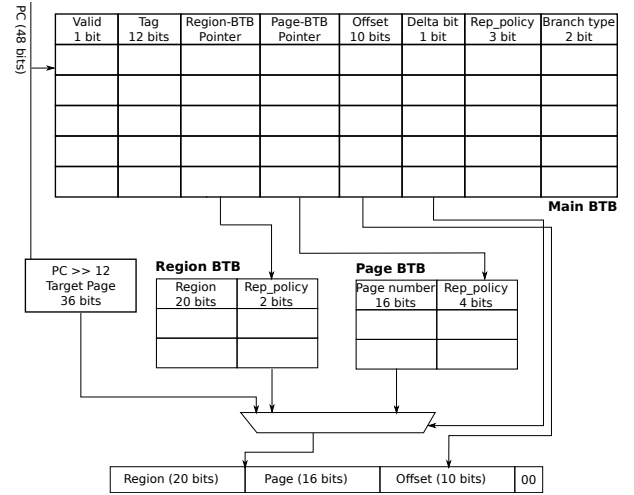 PC (48 bits)
Valid
1 bit
Tag
12 bits
Region-BTB
Pointer
Page-BTB
Pointer
Offset
10 bits
Delta bit
1 bit
Rep_policy
3 bit
Branch type
2 bit
Main BTB
PC >> 12
Target Page
36 bits
Region BTB
Region
20 bits
Rep_policy
2 bits
Page BTB
Page number
16 bits
Rep_policy
4 bits
Region (20 bits)
Page (16 bits)
Offset (10 bits)
00